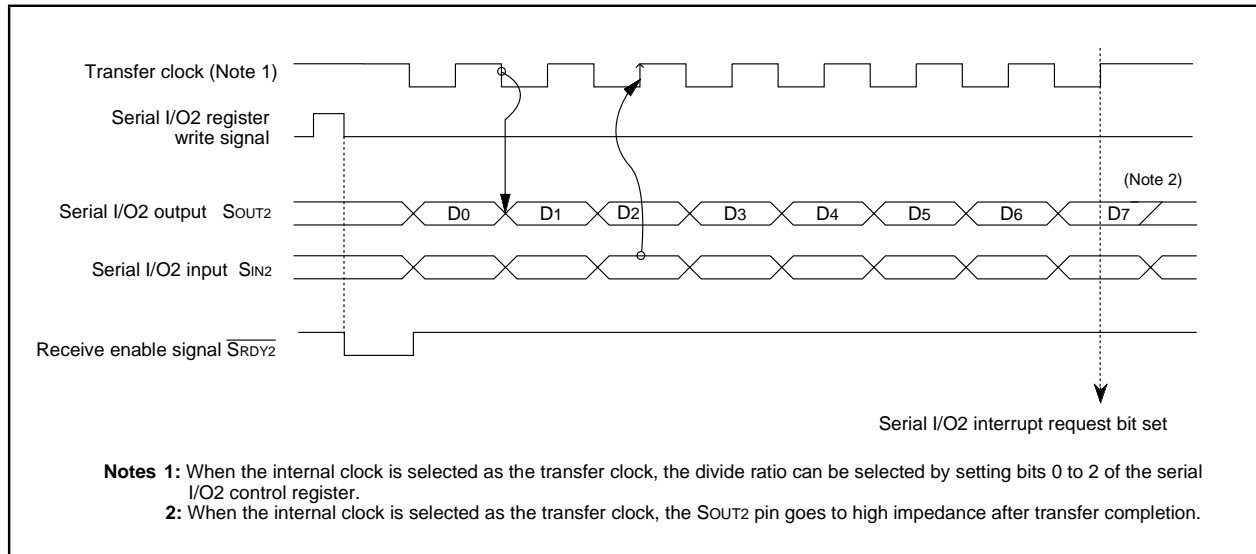 Transfer clock (Note 1)
Serial I/O2 register
write signal
(Note 2)
Serial I/O2 output SOUT2
D0 D1 D2 D3 D4 D5 D6 D7
Serial I/O2 input SIN2
Receive enable signal SRDY2
Serial I/O2 interrupt request bit set
Notes 1: When the internal clock is selected as the transfer clock, the divide ratio can be selected by setting bits 0 to 2 of the serial
I/O2 control register.
2: When the internal clock is selected as the transfer clock, the SOUT2 pin goes to high impedance after transfer completion.